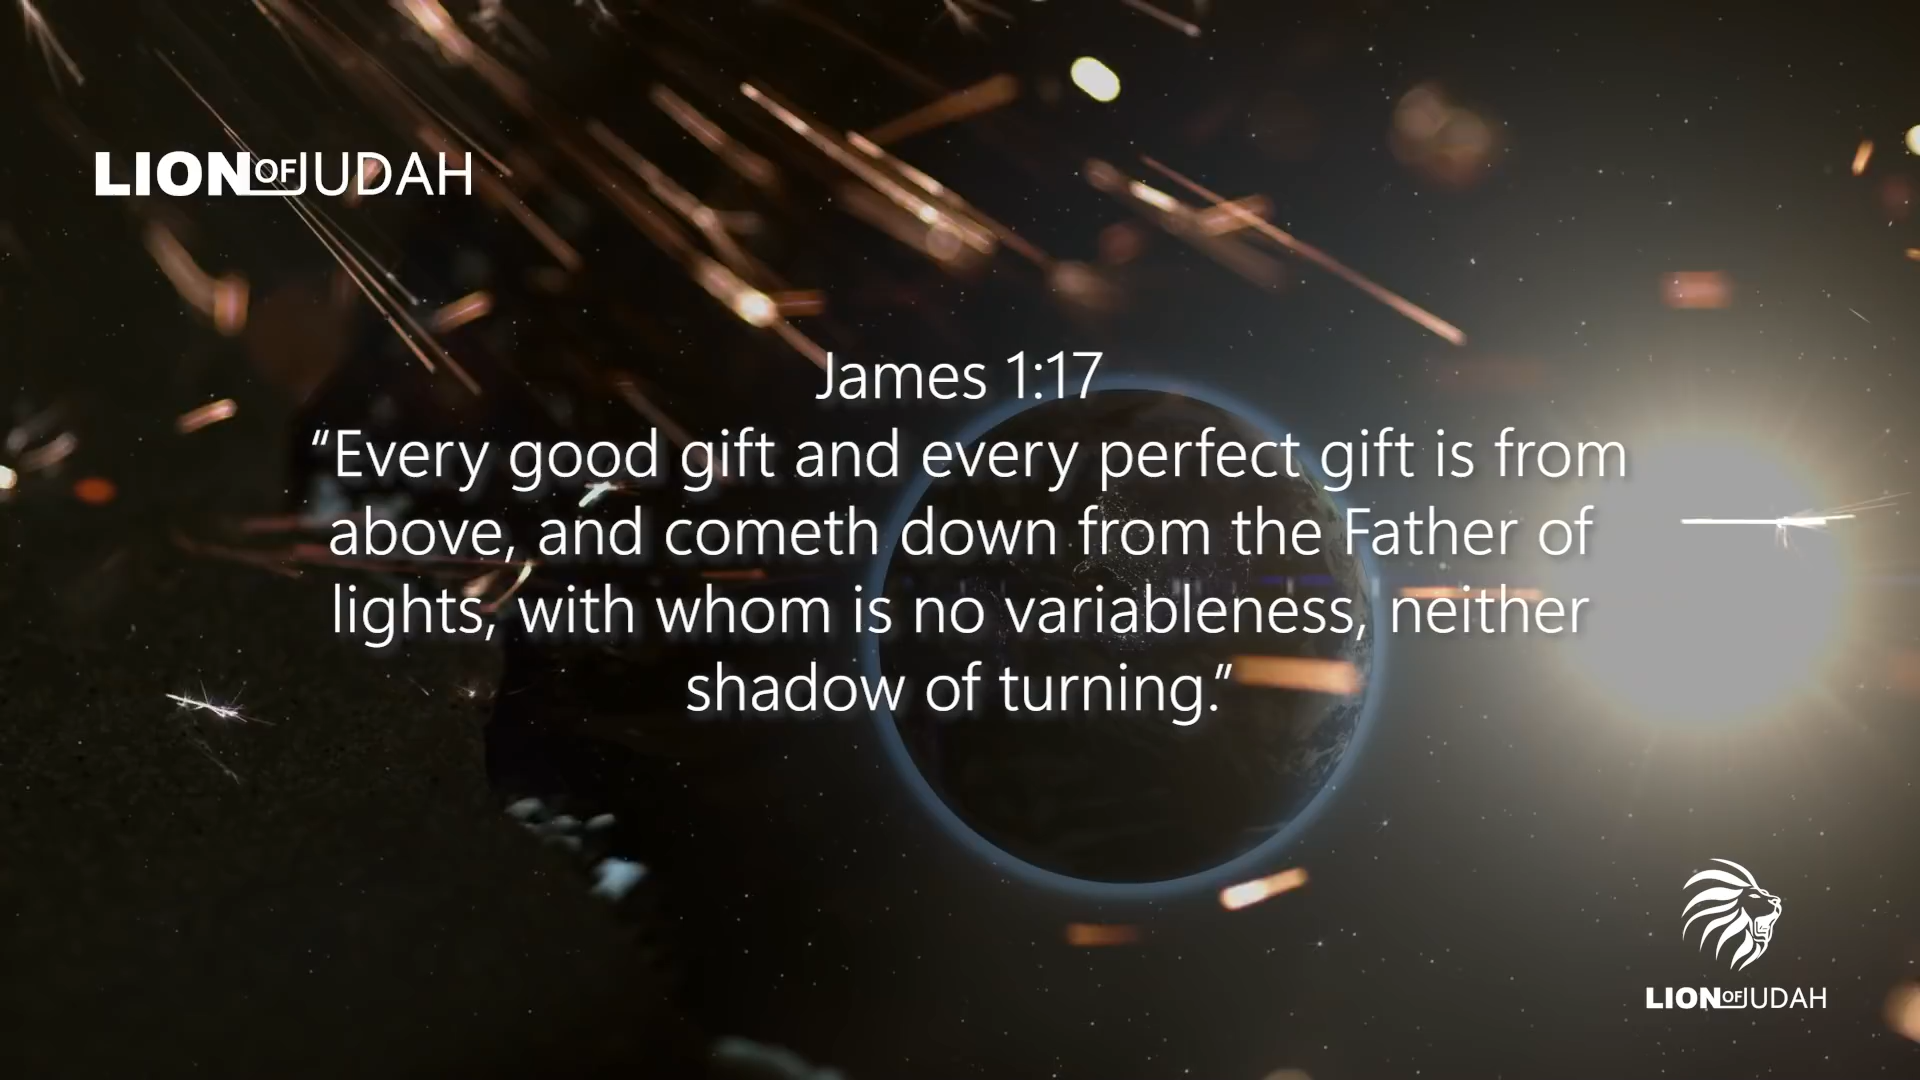 LION OF JUDAH
James 1:17
“Every good gift and every perfect gift is from
above, and cometh down from the Father of
lights, with whom is no variableness, neither
shadow of turning.”
LION OF JUDAH